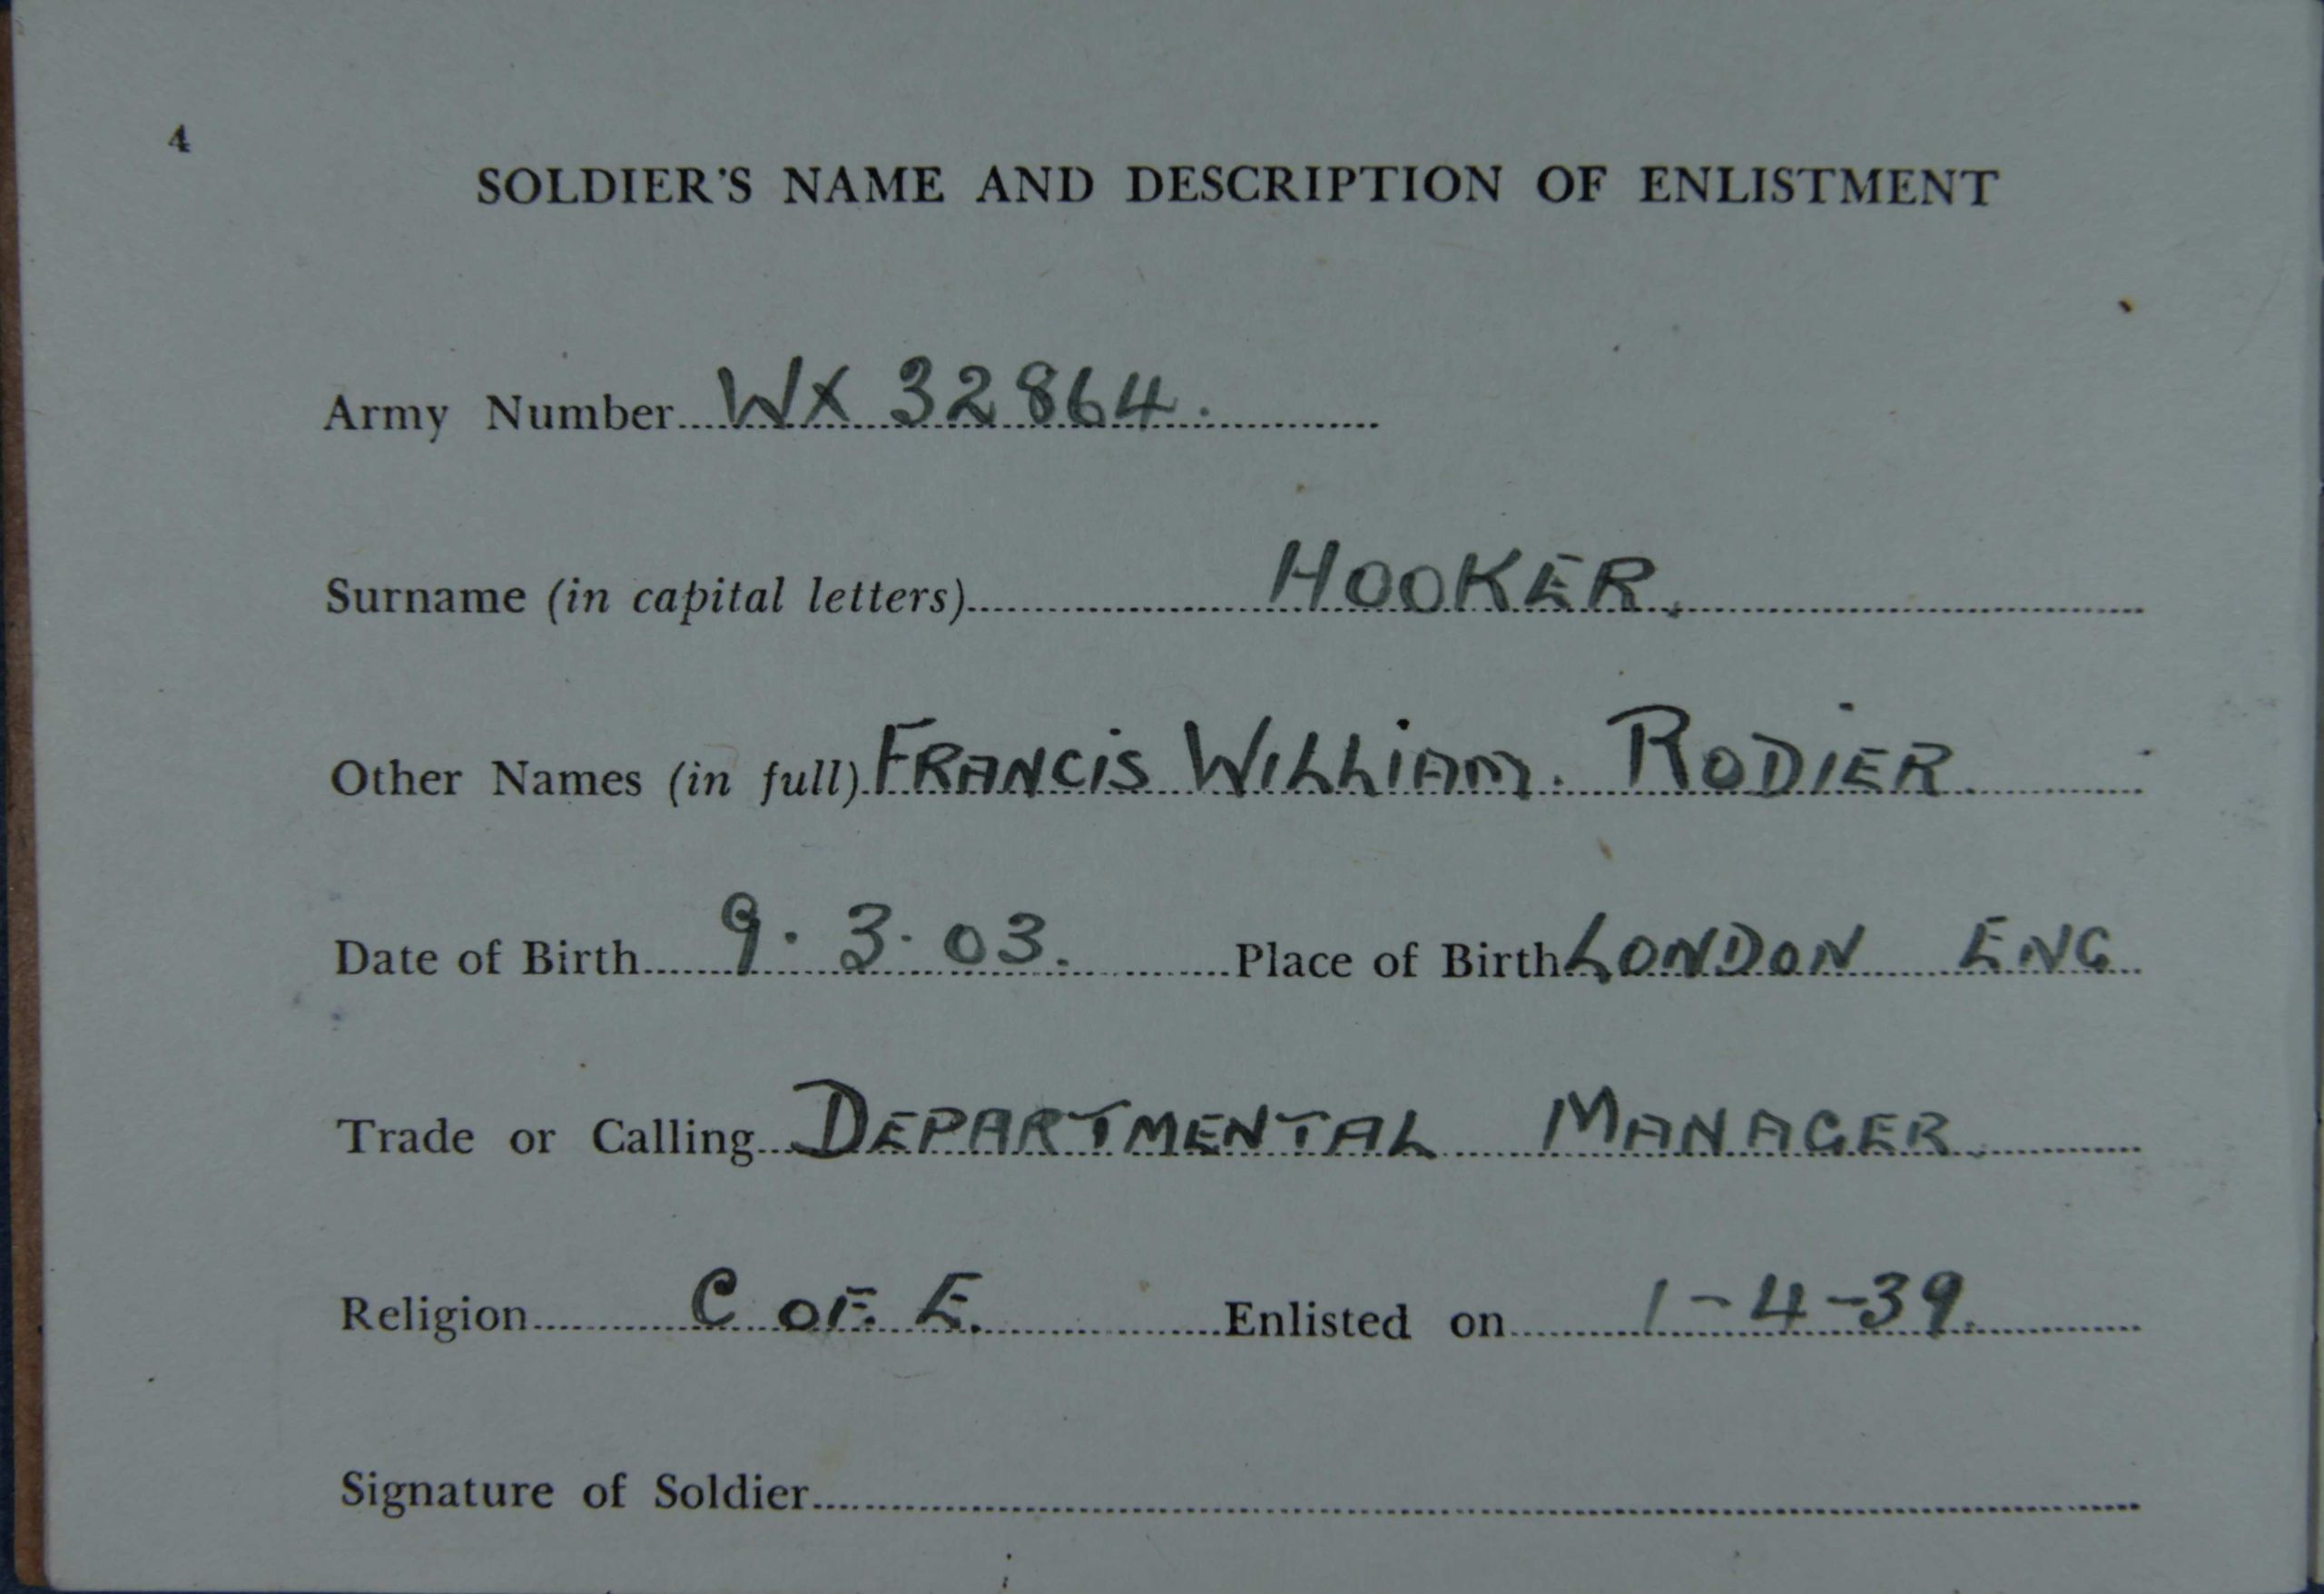 4
SOLDIER'S NAME AND DESCRIPTION OF ENLISTMENT
Army Number WX 32864.
Surname (in capital letters) HOOKER.
Other Names (in full) FRANCIS WILLIAM. RODIER.
Date of Birth 9. 3. 03. Place of Birth LONDON ENG
Trade or Calling DEPARTMENTAL MANAGER.
Religion C OF. E. Enlisted on 1-4-39.
Signature of Soldier